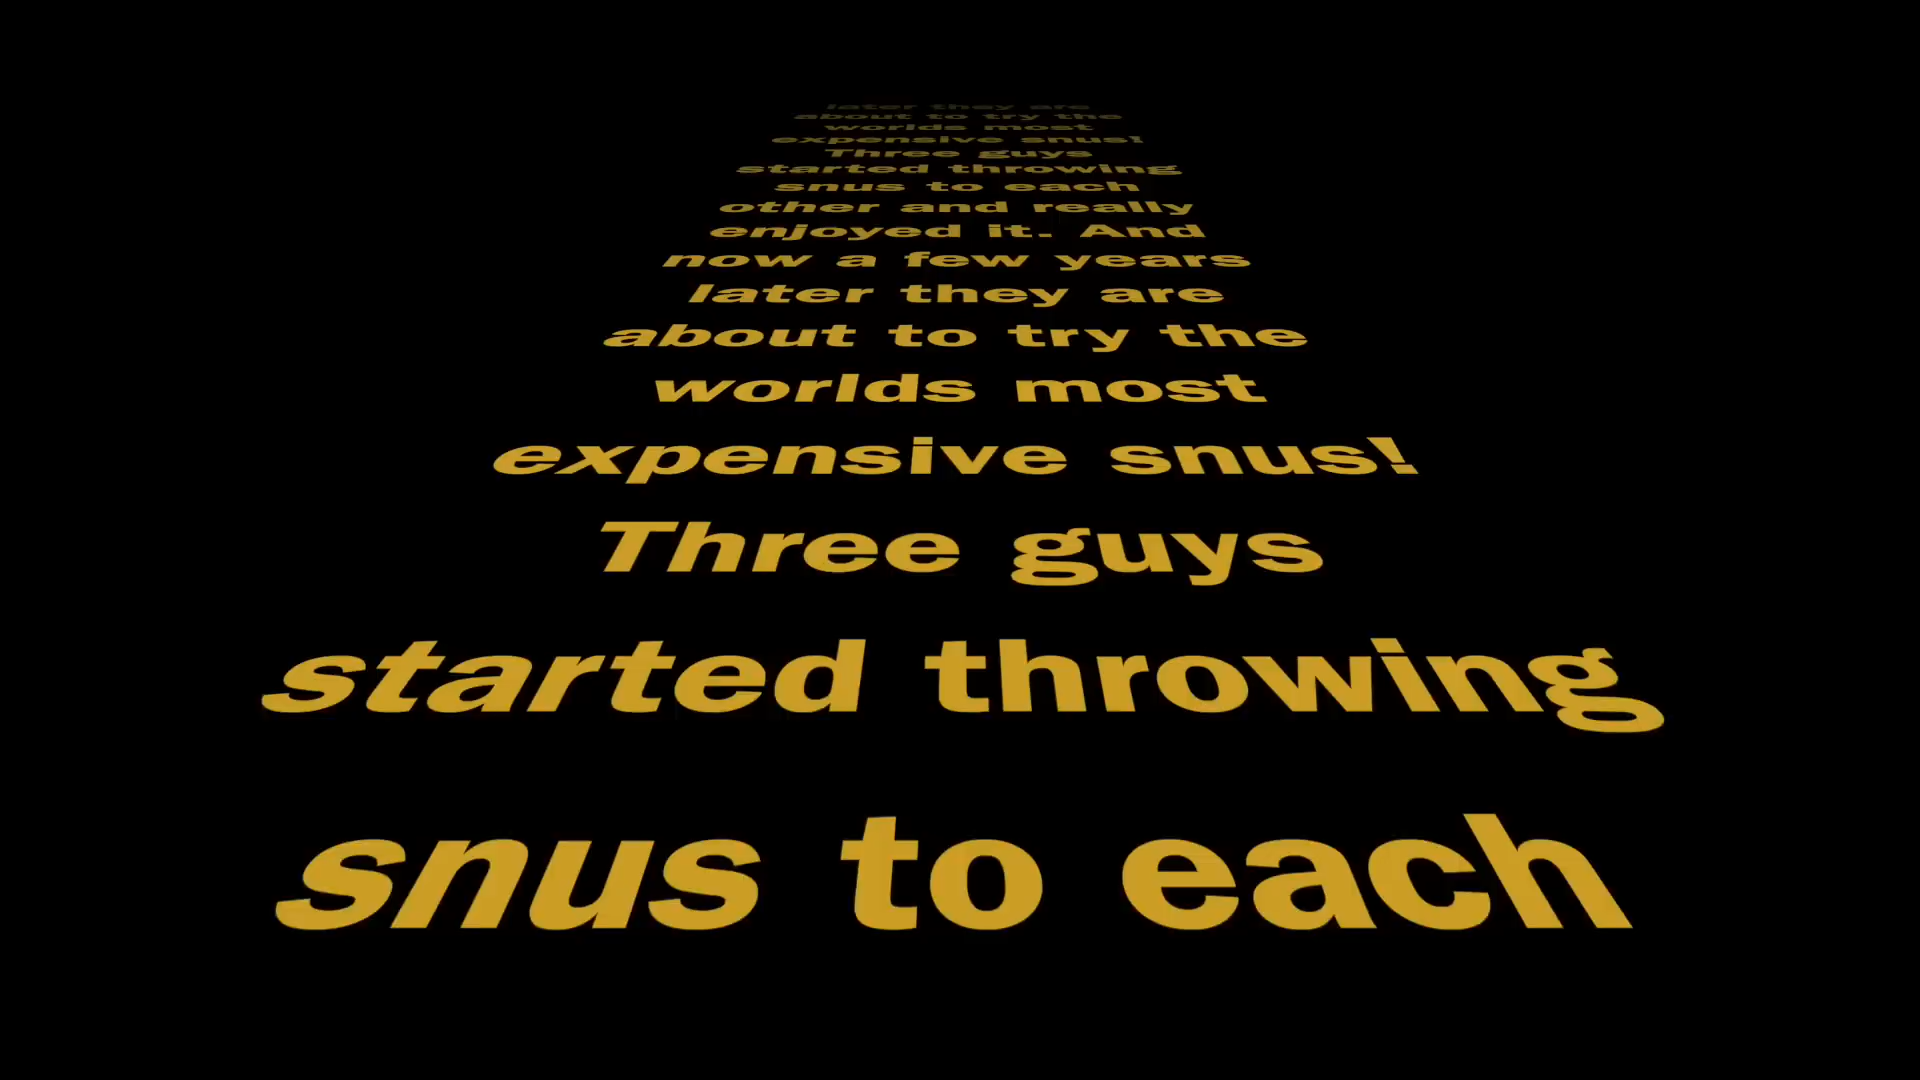 later they are
about to try the
worlds most
expensive snus!
Three guys
started throwing
snus to each
other and really
enjoyed it. And
now a few years
later they are
about to try the
worlds most
expensive snus!
Three guys
started throwing
snus to each